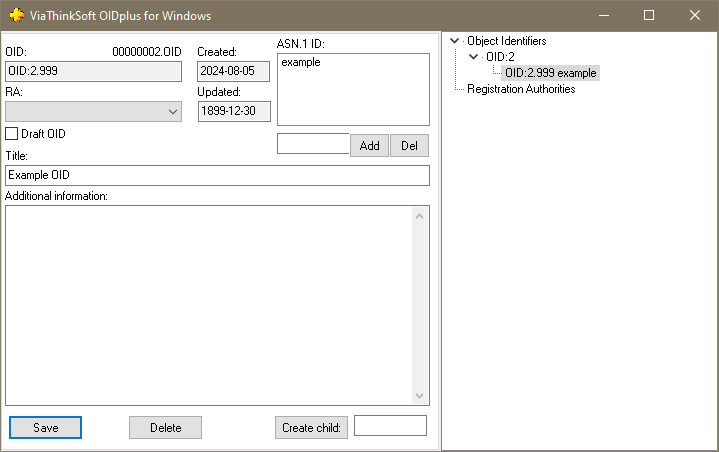 ViaThinkSoft OIDplus for Windows
OID: 00000002.OID
OID:2.999
Created:
2024-08-05
ASN.1 ID:
example
RA:
Updated:
1899-12-30
Draft OID
Add Del
Title:
Example OID
Additional information:
Save Delete Create child:
Object Identifiers
OID:2
OID:2.999 example
Registration Authorities